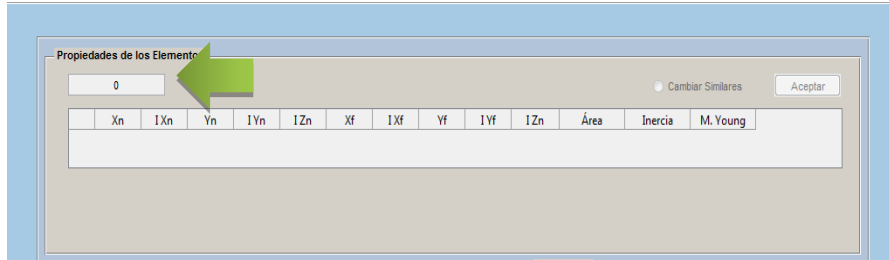 Propiedades de los Elemento
0
Cambiar Similares
Aceptar
Xn I Xn Yn I Yn I Zn Xf I Xf Yf I Yf I Zn Área Inercia M. Young